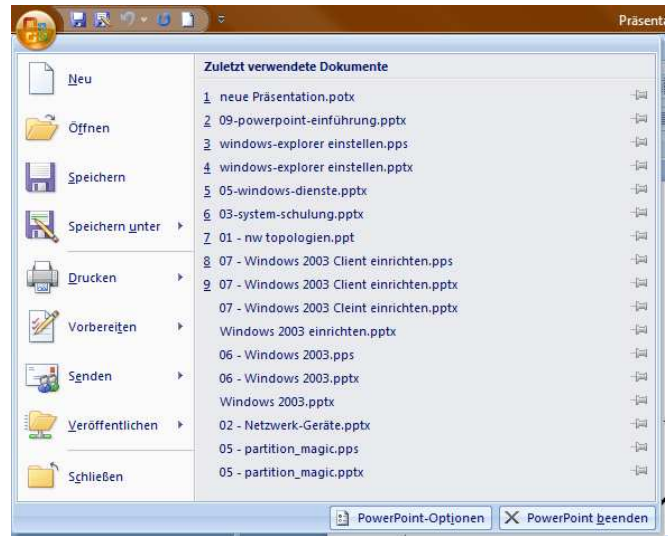 Präsenta
Neu
Öffnen
Speichern
Speichern unter
Drucken
Vorbereiten
Senden
Veröffentlichen
Schließen
Zuletzt verwendete Dokumente
1 neue Präsentation.potx
2 09-powerpoint-einführung.pptx
3 windows-explorer einstellen.pps
4 windows-explorer einstellen.pptx
5 05-windows-dienste.pptx
6 03-system-schulung.pptx
7 01 - nw topologien.ppt
8 07 - Windows 2003 Client einrichten.pps
9 07 - Windows 2003 Client einrichten.pptx
07 - Windows 2003 Cleint einrichten.pptx
Windows 2003 einrichten.pptx
06 - Windows 2003.pps
06 - Windows 2003.pptx
Windows 2003.pptx
02 - Netzwerk-Geräte.pptx
05 - partition_magic.pps
05 - partition_magic.pptx
PowerPoint-Optionen
PowerPoint beenden